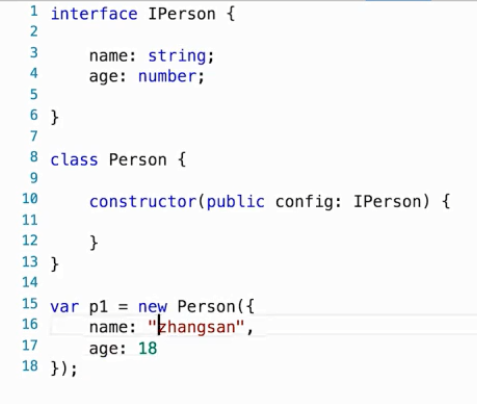 1 interface IPerson {
2
3     name: string;
4     age: number;
5
6 }
7
8 class Person {
9
10     constructor(public config: IPerson) {
11
12     }
13 }
14
15 var p1 = new Person({
16     name: "zhangsan",
17     age: 18
18 });